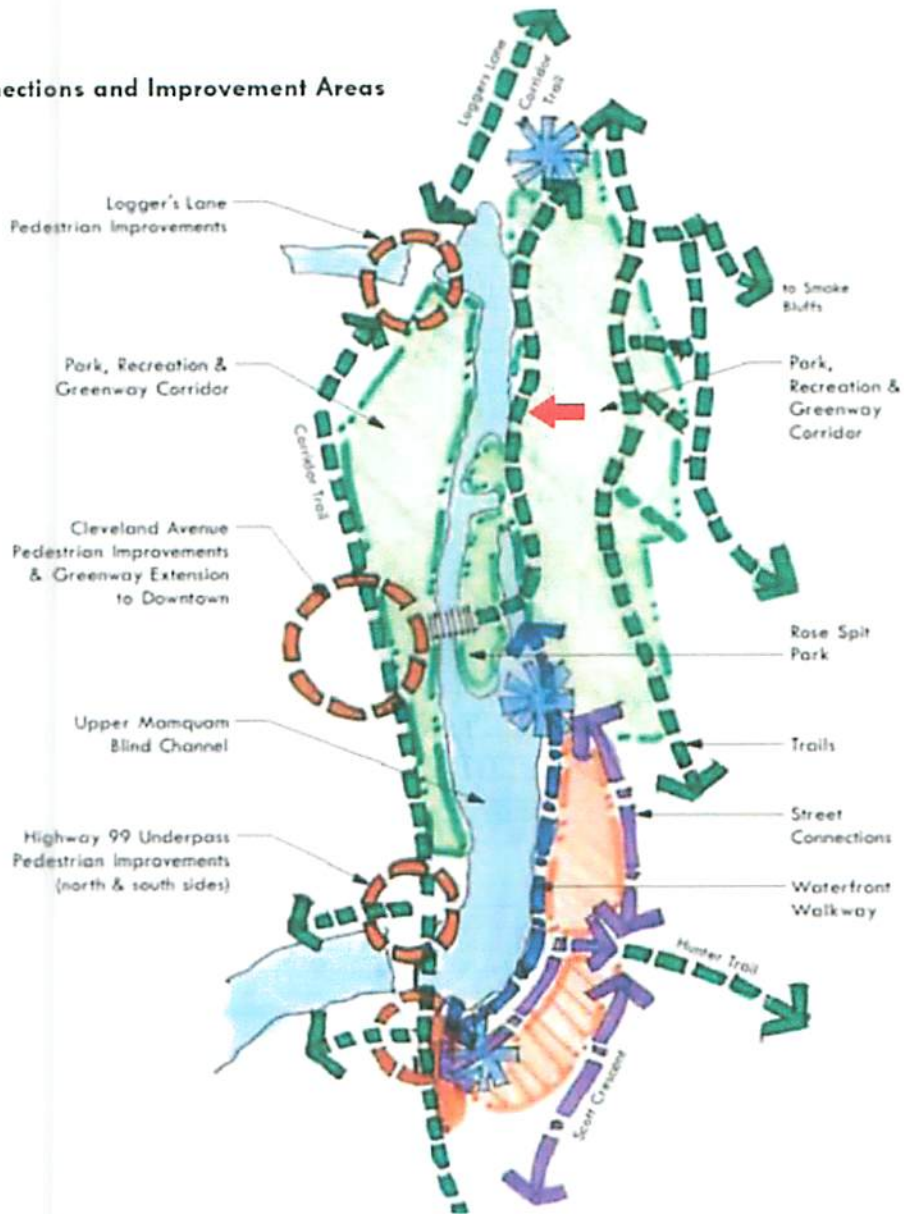 nections and Improvement Areas
Loggers Lane
Corridor
Trail
Logger's Lane
Pedestrian Improvements
to Smoke
Bluffs
Park, Recreation &
Greenway Corridor
Park,
Recreation &
Greenway
Corridor
Corridor Trail
Cleveland Avenue
Pedestrian Improvements
& Greenway Extension
to Downtown
Rose Spit
Park
Upper Mamquam
Blind Channel
Trails
Street
Connections
Highway 99 Underpass
Pedestrian Improvements
(north & south sides)
Waterfront
Walkway
Hunter Trail
Scott Crescent